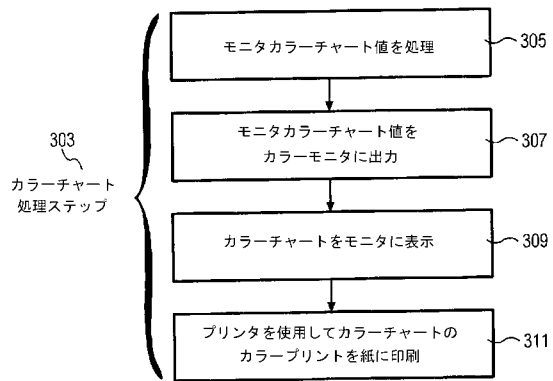 モニタカラーチャート値を処理
305
モニタカラーチャート値を
カラーモニタに出力
307
303
カラーチャート
処理ステップ
カラーチャートをモニタに表示
309
プリンタを使用してカラーチャートの
カラープリントを紙に印刷
311